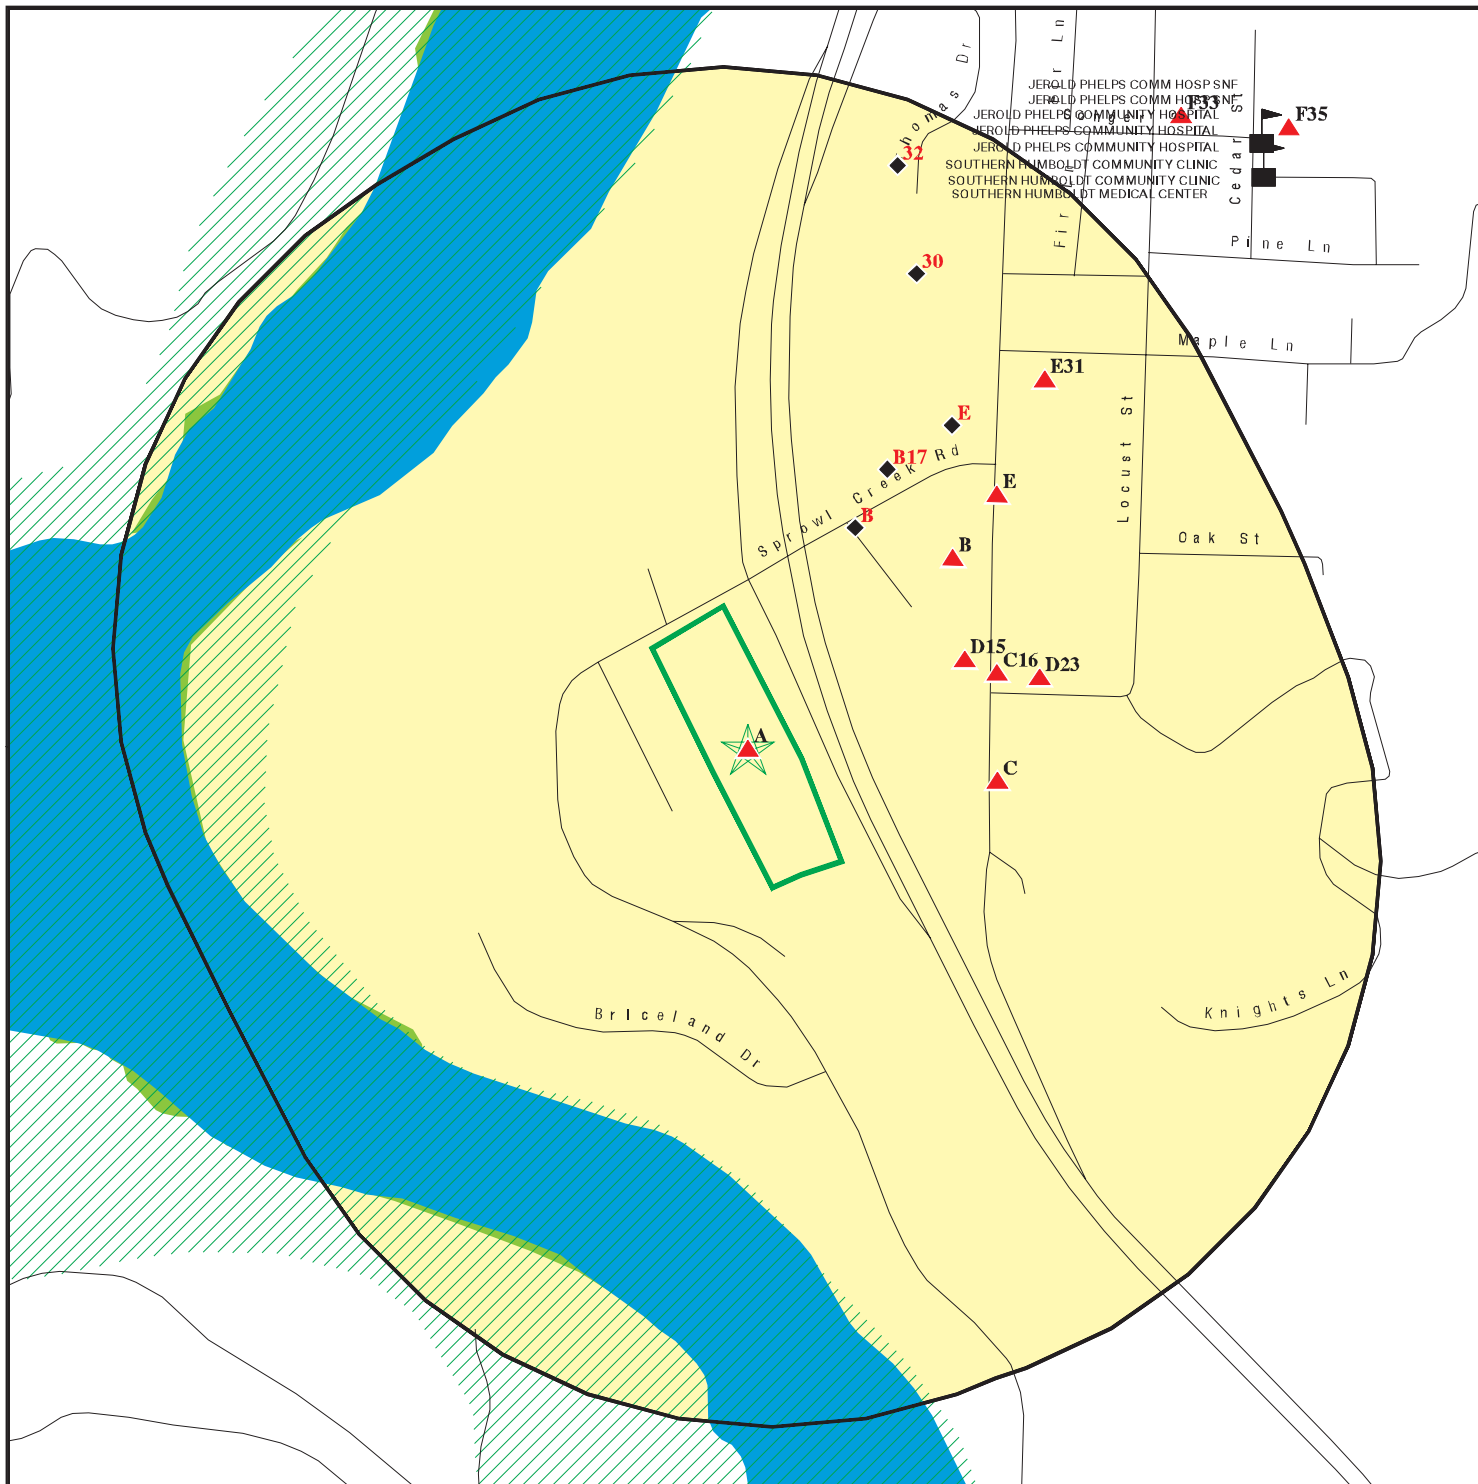 Thomas Dr
JEROLD PHELPS COMM HOSP SNF
JEROLD PHELPS COMM HOSP SNF
F33
F35
JEROLD PHELPS COMMUNITY HOSPITAL
JEROLD PHELPS COMMUNITY HOSPITAL
JEROLD PHELPS COMMUNITY HOSPITAL
32
SOUTHERN HUMBOLDT COMMUNITY CLINIC
SOUTHERN HUMBOLDT COMMUNITY CLINIC
SOUTHERN HUMBOLDT MEDICAL CENTER
Cedar St
Pine Ln
30
Maple Ln
E31
Locust St
E
B17
Sprowl Creek Rd
E
B
B
Oak St
D15
C16
D23
A
C
Knights Ln
Briceland Dr